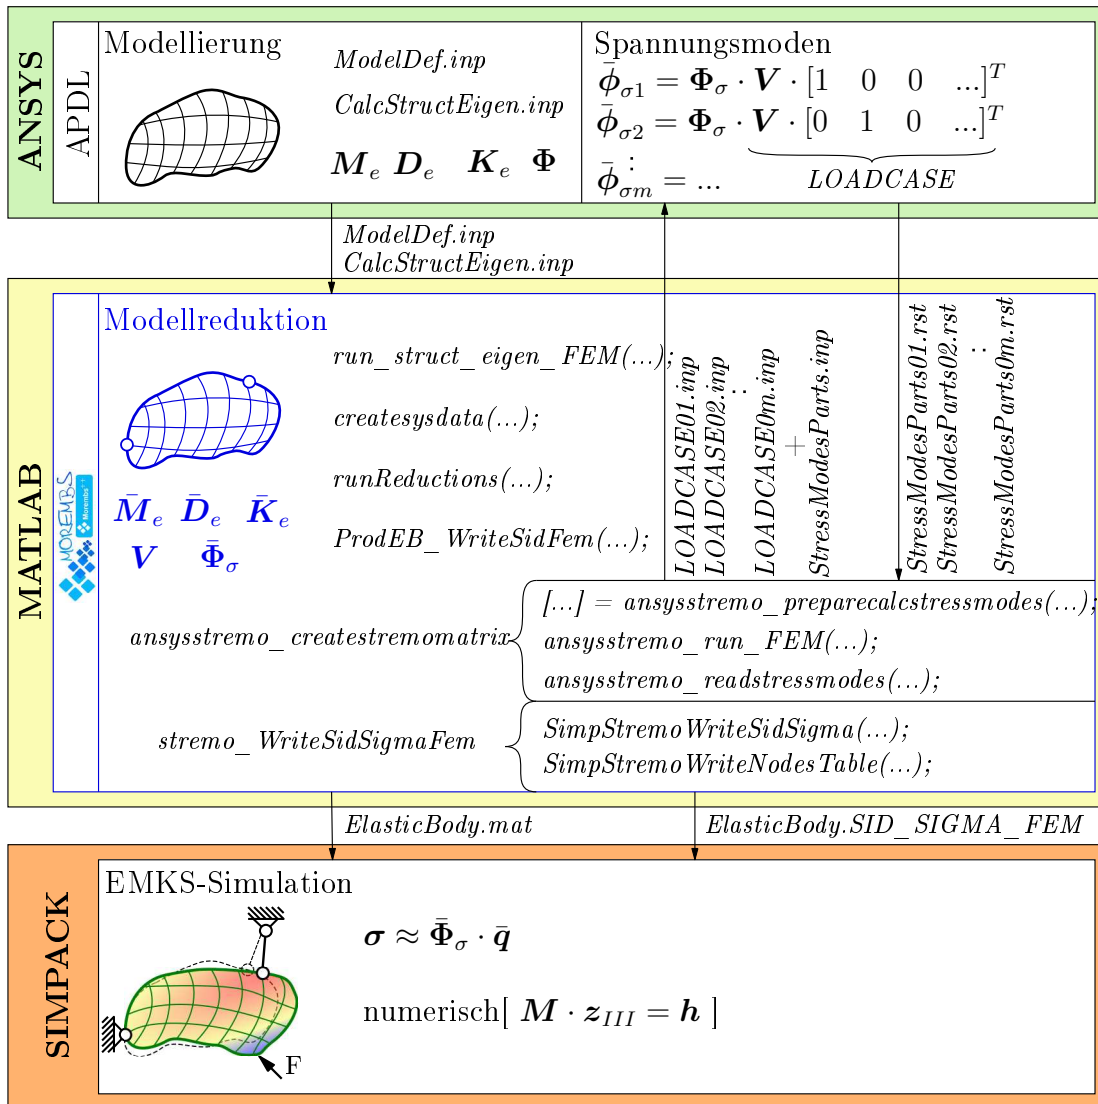 ANSYS
APDL
Modellierung
ModelDef.inp
CalcStructEigen.inp
M_e D_e K_e Φ
Spannungsmoden
ϕ̄_σ1 = Φ_σ · V · [1 0 0 ...]^T
ϕ̄_σ2 = Φ_σ · V · [0 1 0 ...]^T
:
ϕ̄_σm = ...
LOADCASE
ModelDef.inp
CalcStructEigen.inp
MATLAB
MOREMBS
Morembs++
Modellreduktion
run_struct_eigen_FEM(...);
createsysdata(...);
runReductions(...);
ProdEB_WriteSidFem(...);
M̄_e D̄_e K̄_e
V Φ̄_σ
LOADCASE01.inp
LOADCASE02.inp
..
LOADCASE0m.inp
+
StressModesParts.inp
StressModesParts01.rst
StressModesParts02.rst
..
StressModesParts0m.rst
ansysstremo_createstremomatrix
[...] = ansysstremo_preparecalcstressmodes(...);
ansysstremo_run_FEM(...);
ansysstremo_readstressmodes(...);
stremo_WriteSidSigmaFem
SimpStremoWriteSidSigma(...);
SimpStremoWriteNodesTable(...);
ElasticBody.mat
ElasticBody.SID_SIGMA_FEM
SIMPACK
EMKS-Simulation
F
σ ≈ Φ̄_σ · q̄
numerisch[ M · z_III = h ]